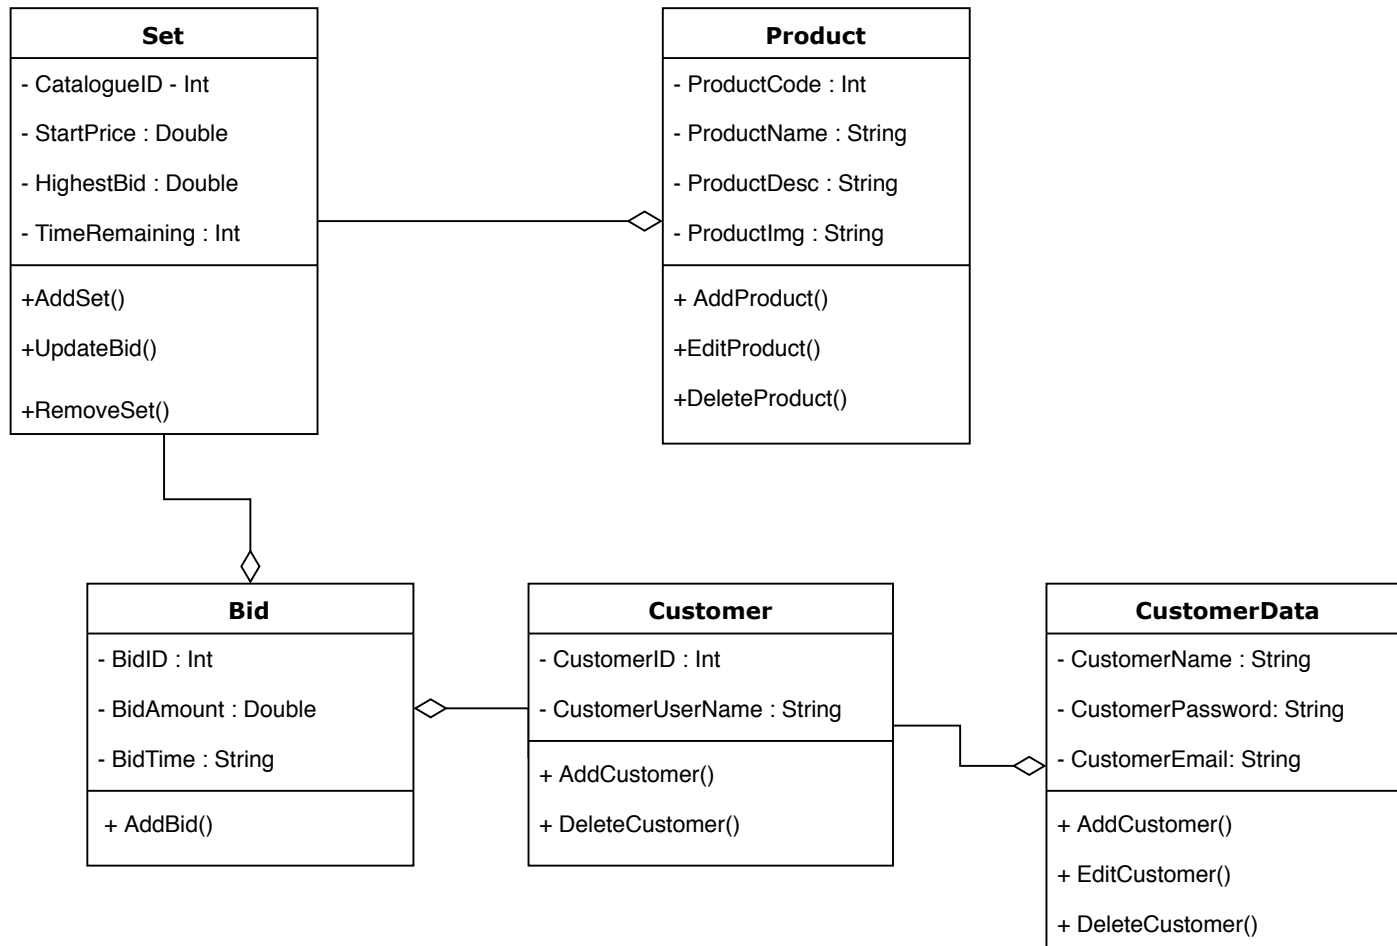 Set
- CatalogueID - Int
- StartPrice : Double
- HighestBid : Double
- TimeRemaining : Int
+AddSet()
+UpdateBid()
+RemoveSet()
Product
- ProductCode : Int
- ProductName : String
- ProductDesc : String
- ProductImg : String
+ AddProduct()
+EditProduct()
+DeleteProduct()
Bid
- BidID : Int
- BidAmount : Double
- BidTime : String
+ AddBid()
Customer
- CustomerID : Int
- CustomerUserName : String
+ AddCustomer()
+ DeleteCustomer()
CustomerData
- CustomerName : String
- CustomerPassword: String
- CustomerEmail: String
+ AddCustomer()
+ EditCustomer()
+ DeleteCustomer()